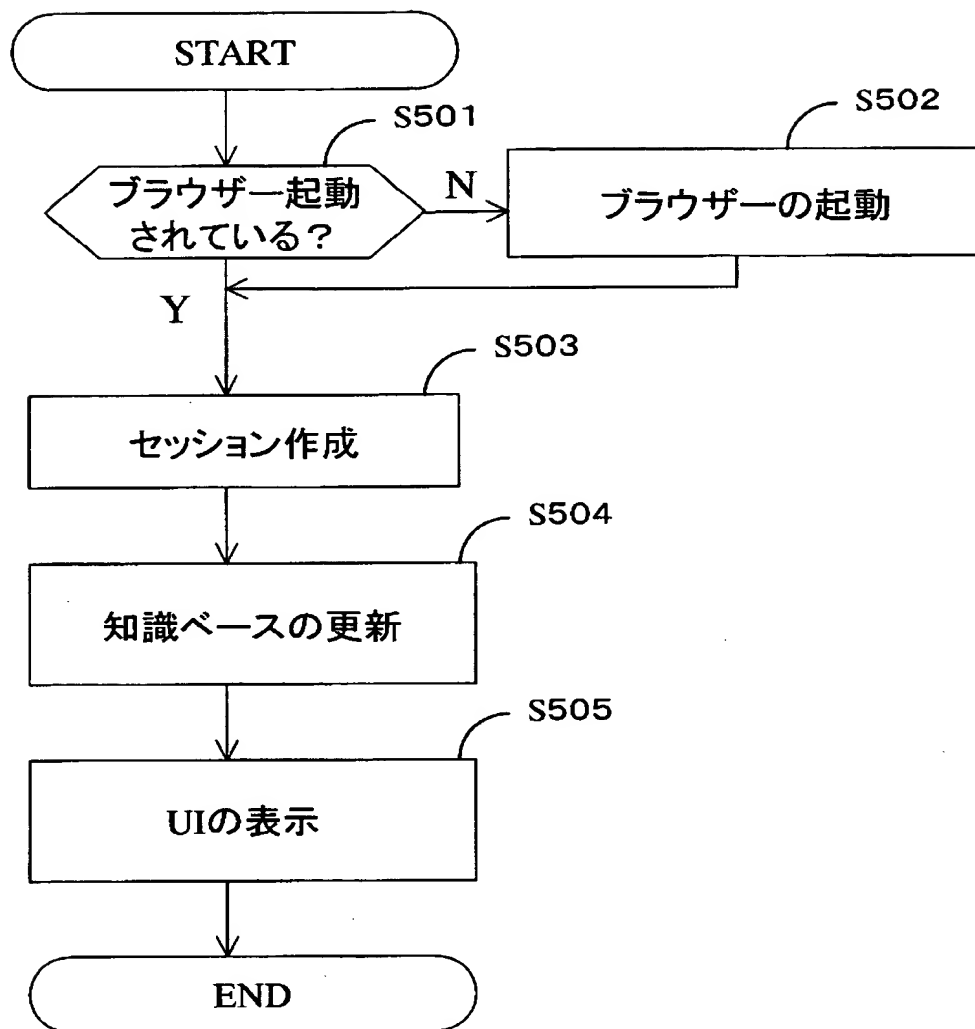 START
S501
S502
ブラウザー起動
されている？
N
ブラウザーの起動
Y
S503
セッション作成
S504
知識ベースの更新
S505
UIの表示
END